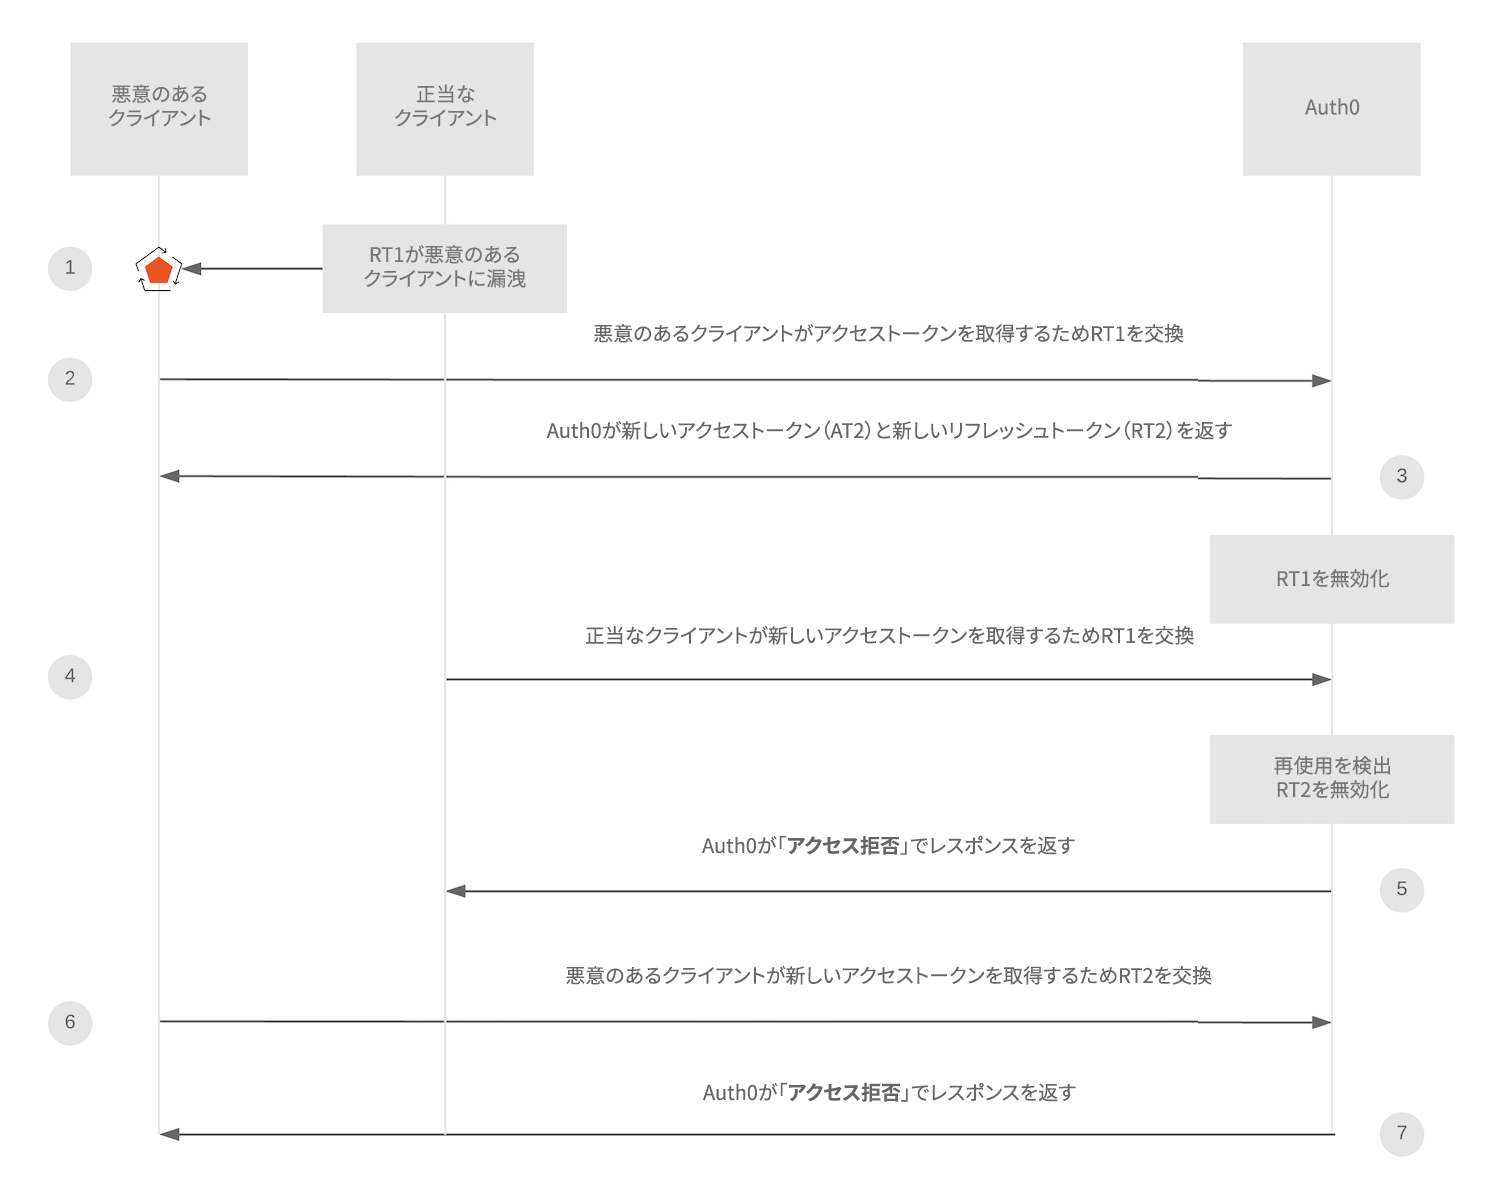 悪意のある
クライアント
正当な
クライアント
Auth0
RT1が悪意のある
クライアントに漏洩
1
悪意のあるクライアントがアクセストークンを取得するためRT1を交換
2
Auth0が新しいアクセストークン（AT2）と新しいリフレッシュトークン（RT2）を返す
3
RT1を無効化
正当なクライアントが新しいアクセストークンを取得するためRT1を交換
4
再使用を検出
RT2を無効化
Auth0が「アクセス拒否」でレスポンスを返す
5
悪意のあるクライアントが新しいアクセストークンを取得するためRT2を交換
6
Auth0が「アクセス拒否」でレスポンスを返す
7